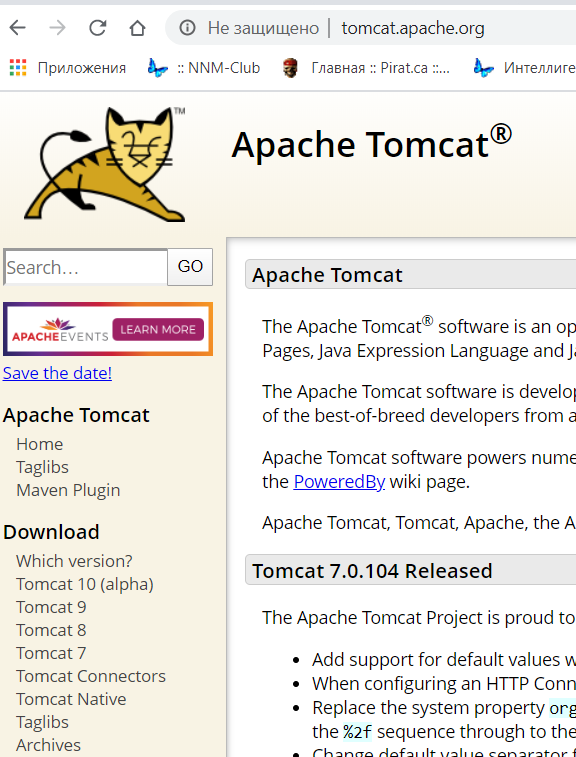 Не защищено | tomcat.apache.org
Приложения :: NNM-Club Главная :: Pirat.ca ::... Интеллиге
TM
Apache Tomcat®
Search... GO
APACHEEVENTS LEARN MORE
Save the date!
Apache Tomcat
Home
Taglibs
Maven Plugin
Download
Which version?
Tomcat 10 (alpha)
Tomcat 9
Tomcat 8
Tomcat 7
Tomcat Connectors
Tomcat Native
Taglibs
Archives
Apache Tomcat
The Apache Tomcat® software is an op
Pages, Java Expression Language and Ja
The Apache Tomcat software is develop
of the best-of-breed developers from a
Apache Tomcat software powers nume
the PoweredBy wiki page.
Apache Tomcat, Tomcat, Apache, the A
Tomcat 7.0.104 Released
The Apache Tomcat Project is proud to
• Add support for default values w
• When configuring an HTTP Conn
• Replace the system property org
the %2f sequence through to the
• Change default value separator f